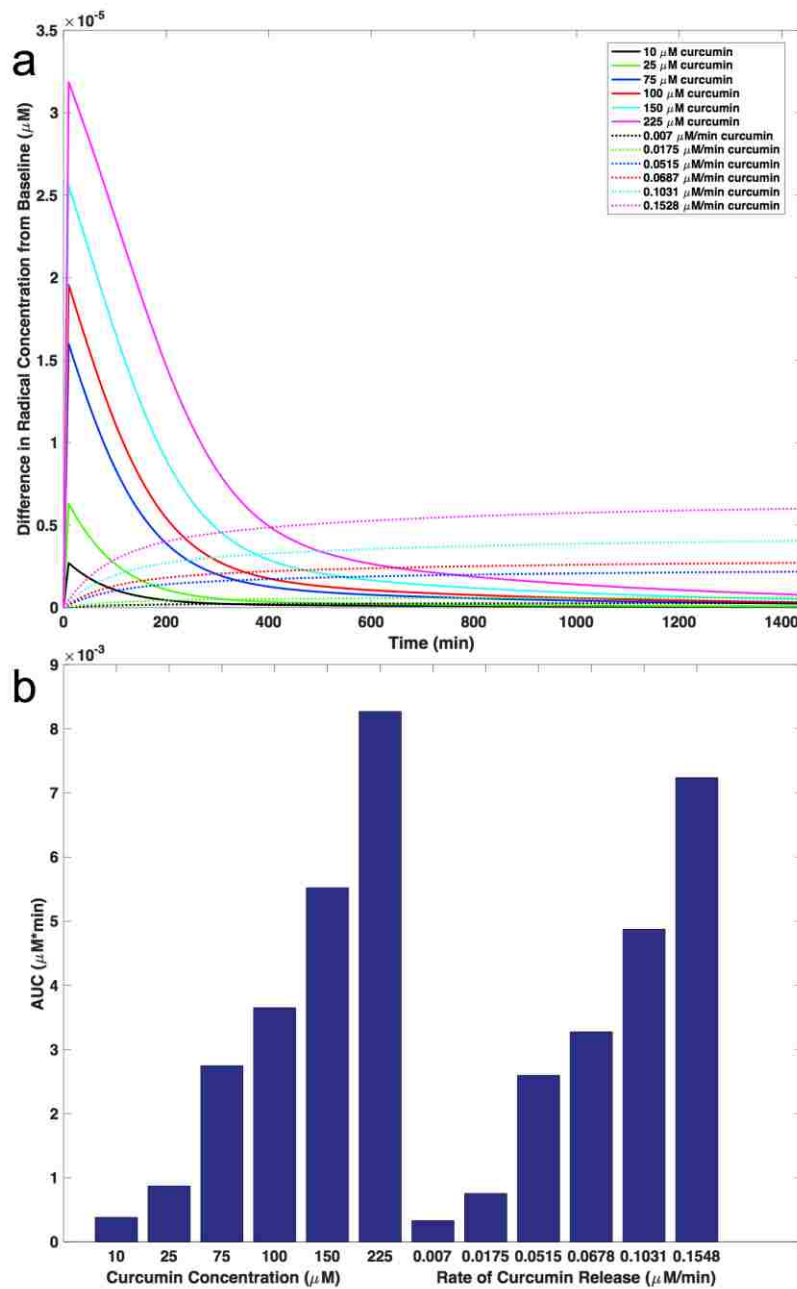 a
×10⁻⁵
3.5
3
2.5
2
1.5
1
0.5
0
Difference in Radical Concentration from Baseline (μM)
10 μM curcumin
25 μM curcumin
75 μM curcumin
100 μM curcumin
150 μM curcumin
225 μM curcumin
0.007 μM/min curcumin
0.0175 μM/min curcumin
0.0515 μM/min curcumin
0.0687 μM/min curcumin
0.1031 μM/min curcumin
0.1528 μM/min curcumin
0 200 400 600 800 1000 1200 1400
Time (min)
b
×10⁻³
9
8
7
6
5
4
3
2
1
0
AUC (μM*min)
10 25 75 100 150 225 0.007 0.0175 0.0515 0.0678 0.1031 0.1548
Curcumin Concentration (μM) Rate of Curcumin Release (μM/min)